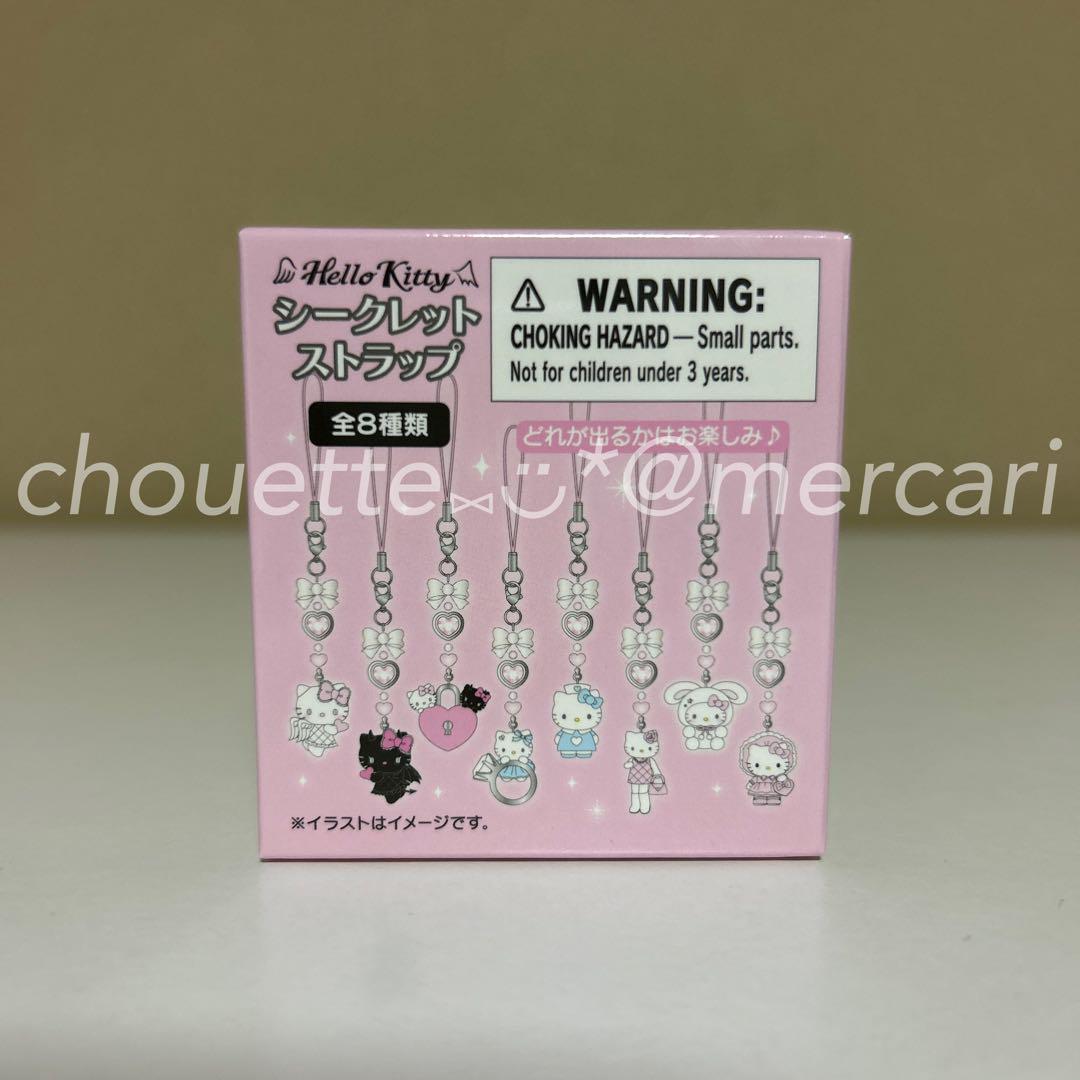 Hello Kitty
シークレット
ストラップ
⚠ WARNING:
CHOKING HAZARD — Small parts.
Not for children under 3 years.
全8種類
どれが出るかはお楽しみ♪
chouette⑅◡̈*@mercari
※イラストはイメージです。